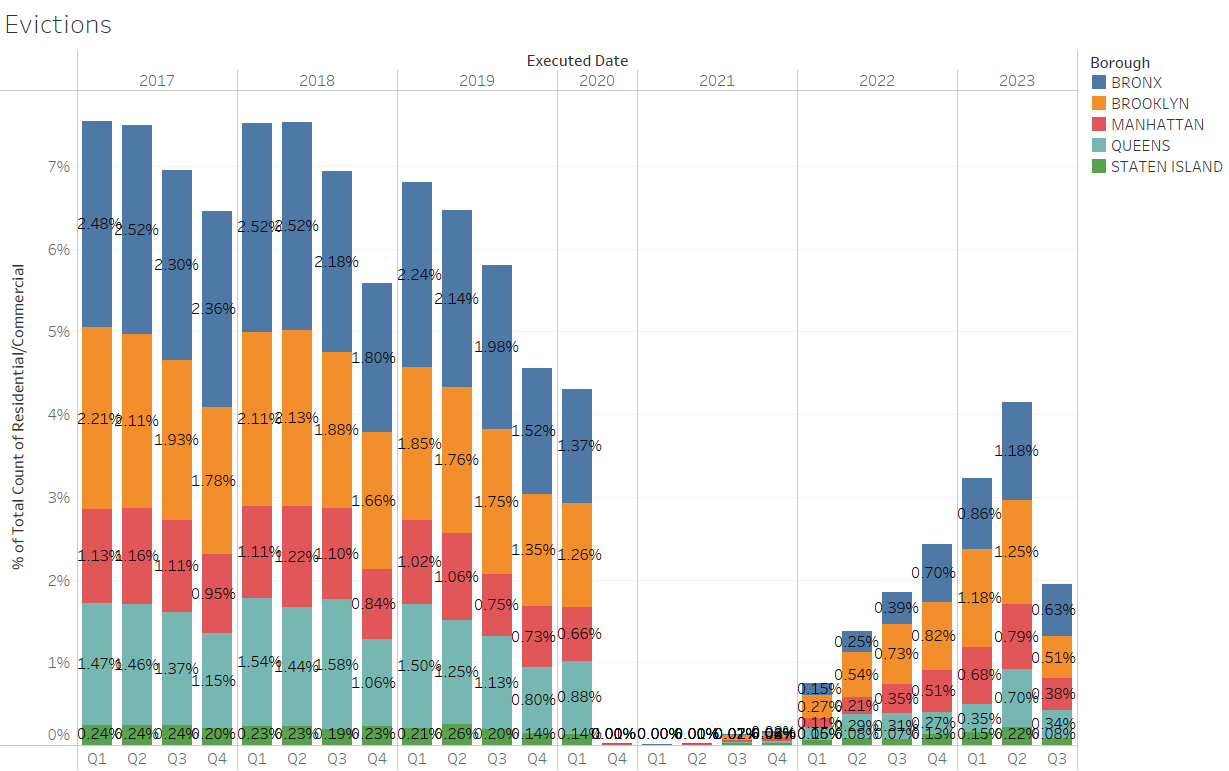 Evictions
Executed Date
2017 2018 2019 2020 2021 2022 2023
Borough
BRONX
BROOKLYN
MANHATTAN
QUEENS
STATEN ISLAND
% of Total Count of Residential/Commercial
7%
6%
5%
4%
3%
2%
1%
0%
2.48% 2.52% 2.30% 2.36% 2.52% 2.52% 2.18% 1.80% 2.24% 2.14% 1.98% 1.52% 1.37% 0.15% 0.25% 0.39% 0.70% 0.86% 1.18% 0.63%
2.21% 2.11% 1.93% 1.78% 2.11% 2.13% 1.88% 1.66% 1.85% 1.76% 1.75% 1.35% 1.26% 0.27% 0.54% 0.73% 0.82% 1.18% 1.25% 0.51%
1.13% 1.16% 1.11% 0.95% 1.11% 1.22% 1.10% 0.84% 1.02% 1.06% 0.75% 0.73% 0.66% 0.11% 0.21% 0.35% 0.51% 0.68% 0.79% 0.38%
1.47% 1.46% 1.37% 1.15% 1.54% 1.44% 1.58% 1.06% 1.50% 1.25% 1.13% 0.80% 0.88% 0.29% 0.31% 0.27% 0.35% 0.70% 0.34%
0.24% 0.24% 0.24% 0.20% 0.23% 0.23% 0.19% 0.23% 0.21% 0.26% 0.20% 0.14% 0.14% 0.00% 0.00% 0.08% 0.07% 0.13% 0.15% 0.22% 0.08%
Q1 Q2 Q3 Q4 Q1 Q2 Q3 Q4 Q1 Q2 Q3 Q4 Q1 Q4 Q1 Q2 Q3 Q4 Q1 Q2 Q3 Q4 Q1 Q2 Q3